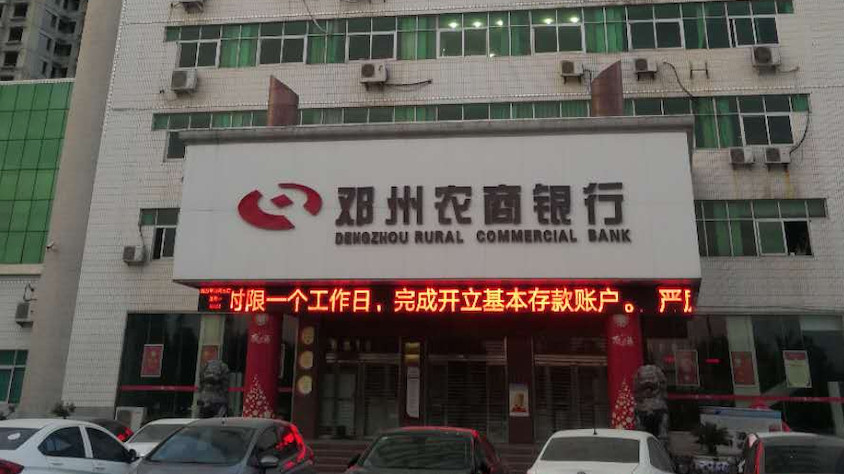 邓州农商银行
DENGZHOU RURAL COMMERCIAL BANK
时限一个工作日，完成开立基本存款账户。 严